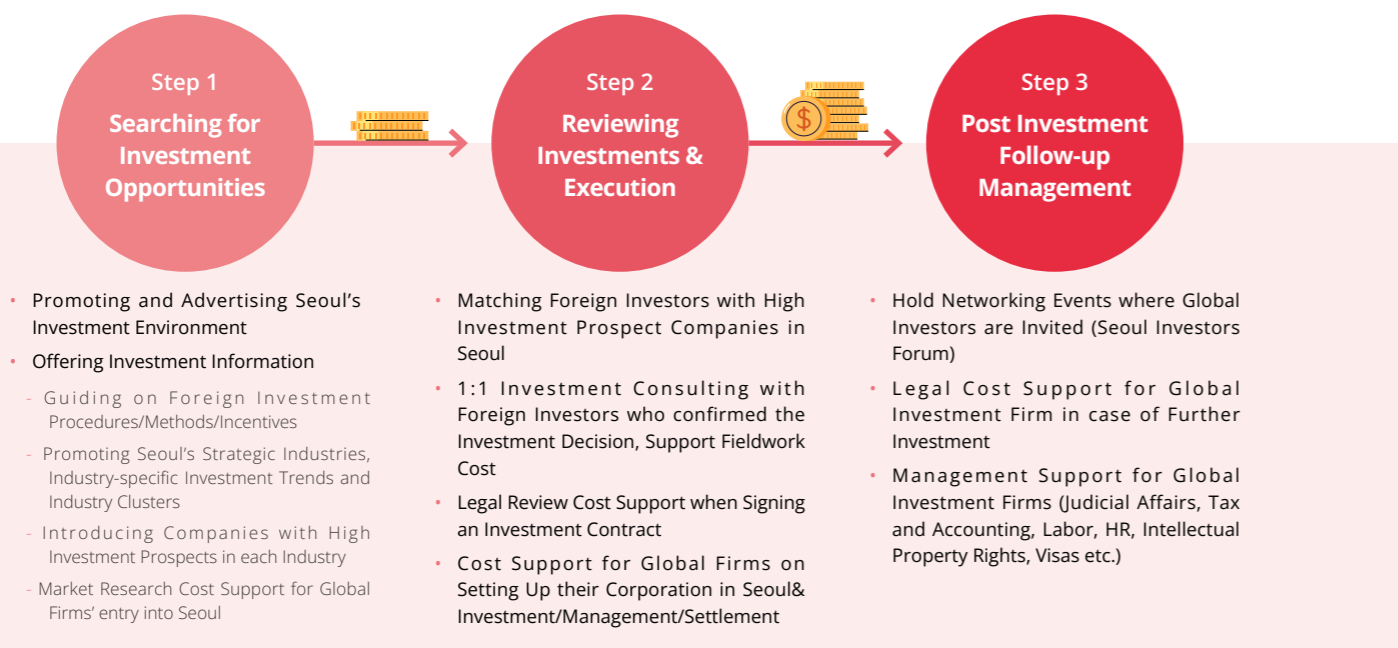 Step 1
Searching for
Investment
Opportunities
Step 2
Reviewing
Investments &
Execution
$
Step 3
Post Investment
Follow-up
Management
• Promoting and Advertising Seoul's
Investment Environment
• Offering Investment Information
- Guiding on Foreign Investment
Procedures/Methods/Incentives
- Promoting Seoul's Strategic Industries,
Industry-specific Investment Trends and
Industry Clusters
- Introducing Companies with High
Investment Prospects in each Industry
- Market Research Cost Support for Global
Firms' entry into Seoul
• Matching Foreign Investors with High
Investment Prospect Companies in
Seoul
• 1:1 Investment Consulting with
Foreign Investors who confirmed the
Investment Decision, Support Fieldwork
Cost
• Legal Review Cost Support when Signing
an Investment Contract
• Cost Support for Global Firms on
Setting Up their Corporation in Seoul&
Investment/Management/Settlement
• Hold Networking Events where Global
Investors are Invited (Seoul Investors
Forum)
• Legal Cost Support for Global
Investment Firm in case of Further
Investment
• Management Support for Global
Investment Firms (Judicial Affairs, Tax
and Accounting, Labor, HR, Intellectual
Property Rights, Visas etc.)